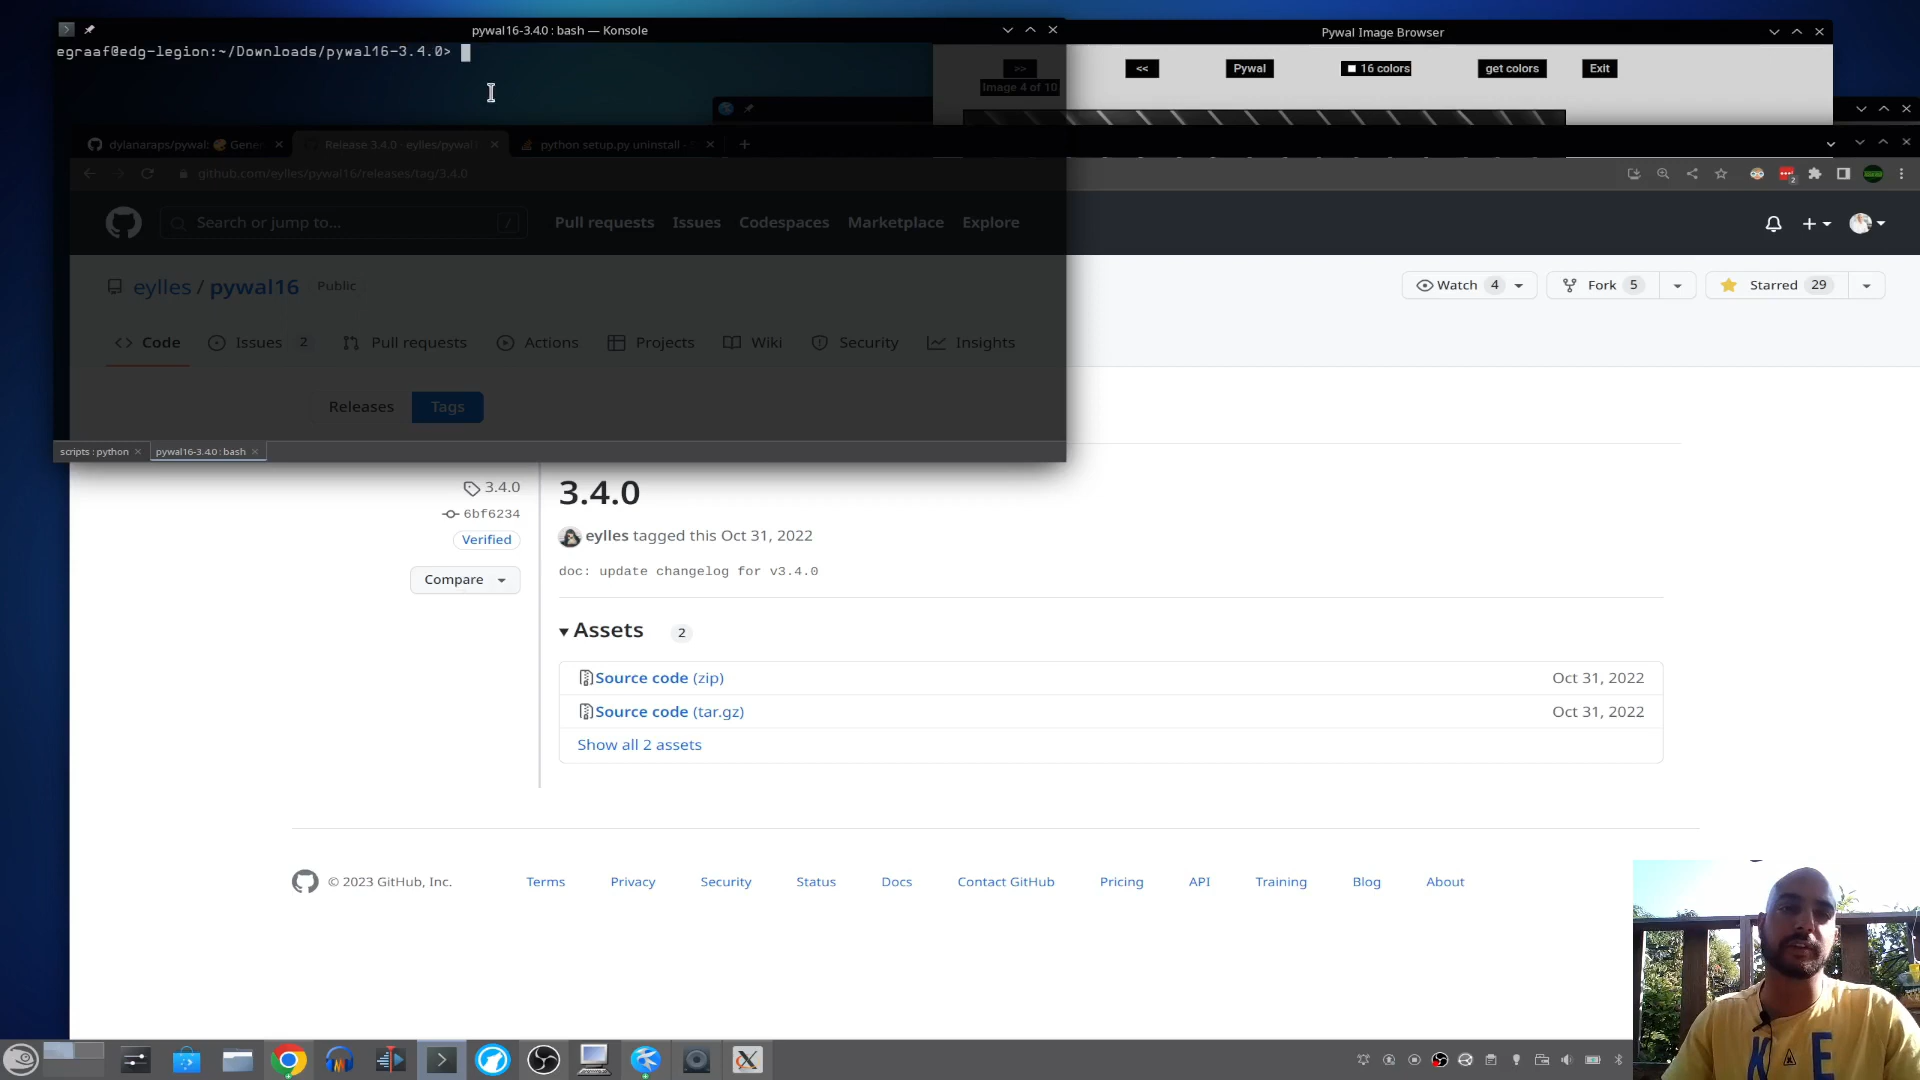 pywal16-3.4.0 : bash — Konsole
egraaf@edg-legion:~/Downloads/pywal16-3.4.0>
Pywal Image Browser
>>
<<
Pywal
16 colors
get colors
Exit
Image 4 of 10
dylanaraps/pywal: Gene
Release 3.4.0 · eylles/pywal
python setup.py uninstall -
github.com/eylles/pywal16/releases/tag/3.4.0
Search or jump to...
/
Pull requests
Issues
Codespaces
Marketplace
Explore
eylles / pywal16
Public
Watch 4
Fork 5
Starred 29
Code
Issues 2
Pull requests
Actions
Projects
Wiki
Security
Insights
Releases
Tags
scripts : python
pywal16-3.4.0 : bash
3.4.0
6bf6234
Verified
Compare
3.4.0
eylles tagged this Oct 31, 2022
doc: update changelog for v3.4.0
Assets 2
Source code (zip)
Oct 31, 2022
Source code (tar.gz)
Oct 31, 2022
Show all 2 assets
© 2023 GitHub, Inc.
Terms
Privacy
Security
Status
Docs
Contact GitHub
Pricing
API
Training
Blog
About